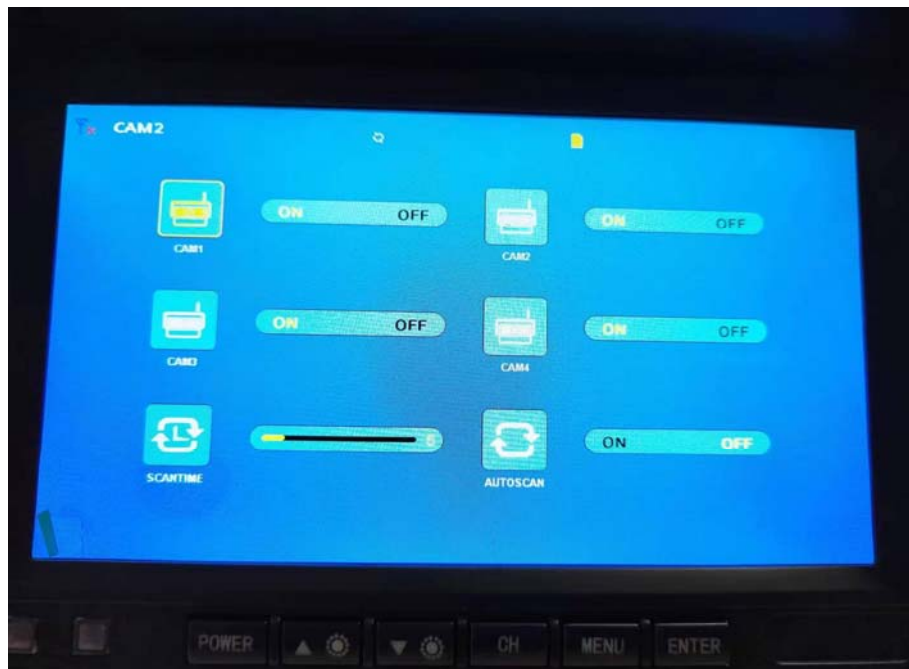 CAM2
CAM1 ON OFF CAM2 ON OFF
CAM3 ON OFF CAM4 ON OFF
SCANTIME 5 AUTOSCAN ON OFF
POWER CH MENU ENTER